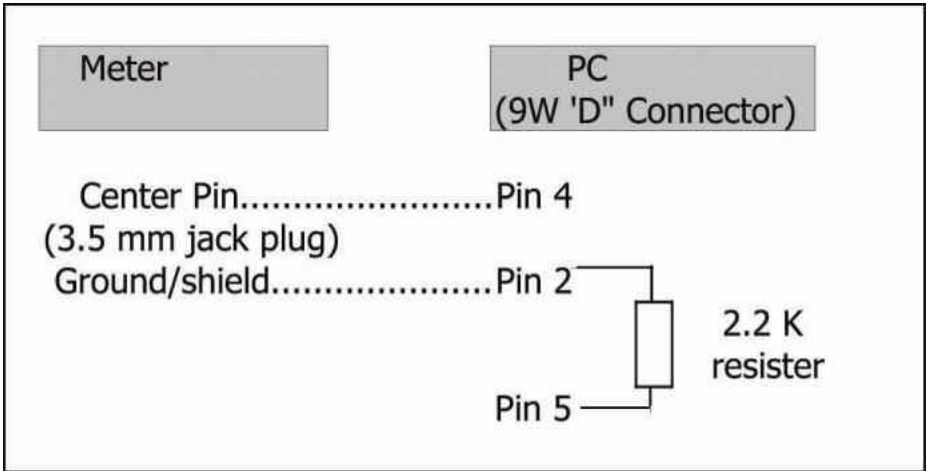 Meter
PC
(9W 'D" Connector)
Center Pin........................Pin 4
(3.5 mm jack plug)
Ground/shield.....................Pin 2
2.2 K
resister
Pin 5